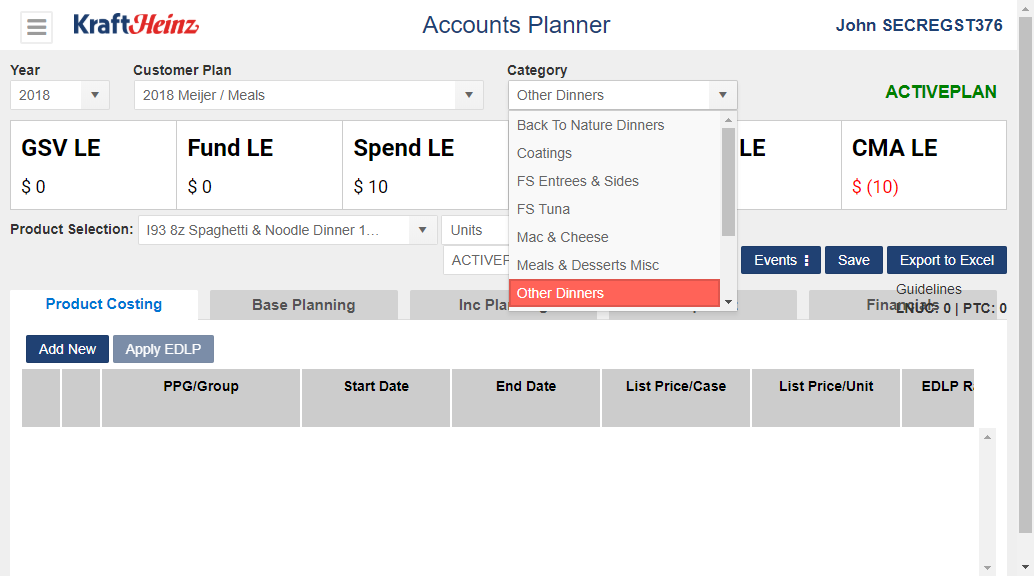 KraftHeinz
Accounts Planner
John SECREGST376
Year
Customer Plan
Category
2018
2018 Meijer / Meals
Other Dinners
ACTIVEPLAN
Back To Nature Dinners
Coatings
FS Entrees & Sides
FS Tuna
Mac & Cheese
Meals & Desserts Misc
Other Dinners
GSV LE
$ 0
Fund LE
$ 0
Spend LE
$ 10
LE
CMA LE
$ (10)
Product Selection:
I93 8z Spaghetti & Noodle Dinner 1...
Units
ACTIVEP
Events
Save
Export to Excel
Guidelines
LNUC: 0 | PTC: 0
Product Costing
Base Planning
Inc Pla
Financials
Add New
Apply EDLP
PPG/Group
Start Date
End Date
List Price/Case
List Price/Unit
EDLP R